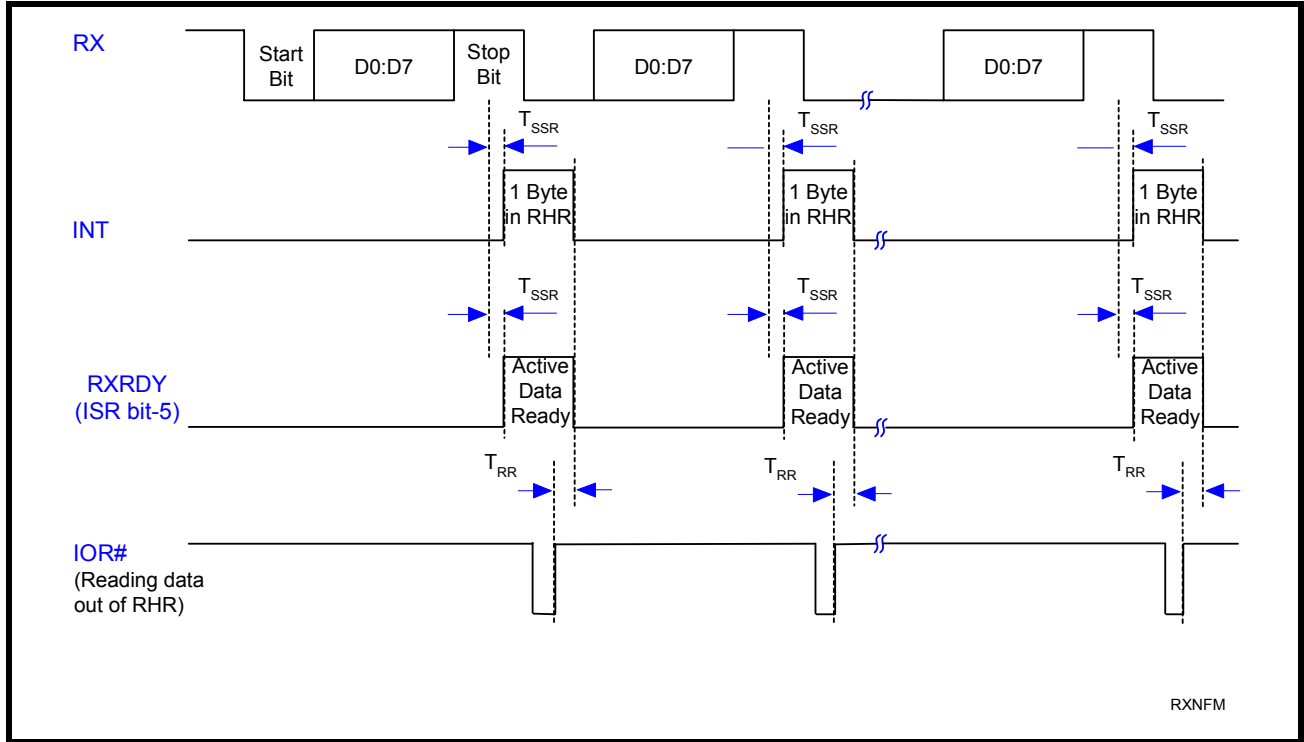 RX
Start
Bit
D0:D7
Stop
Bit
D0:D7
D0:D7
TSSR
TSSR
TSSR
INT
1 Byte
in RHR
1 Byte
in RHR
1 Byte
in RHR
TSSR
TSSR
TSSR
RXRDY
(ISR bit-5)
Active
Data
Ready
Active
Data
Ready
Active
Data
Ready
TRR
TRR
TRR
IOR#
(Reading data
out of RHR)
RXNFM